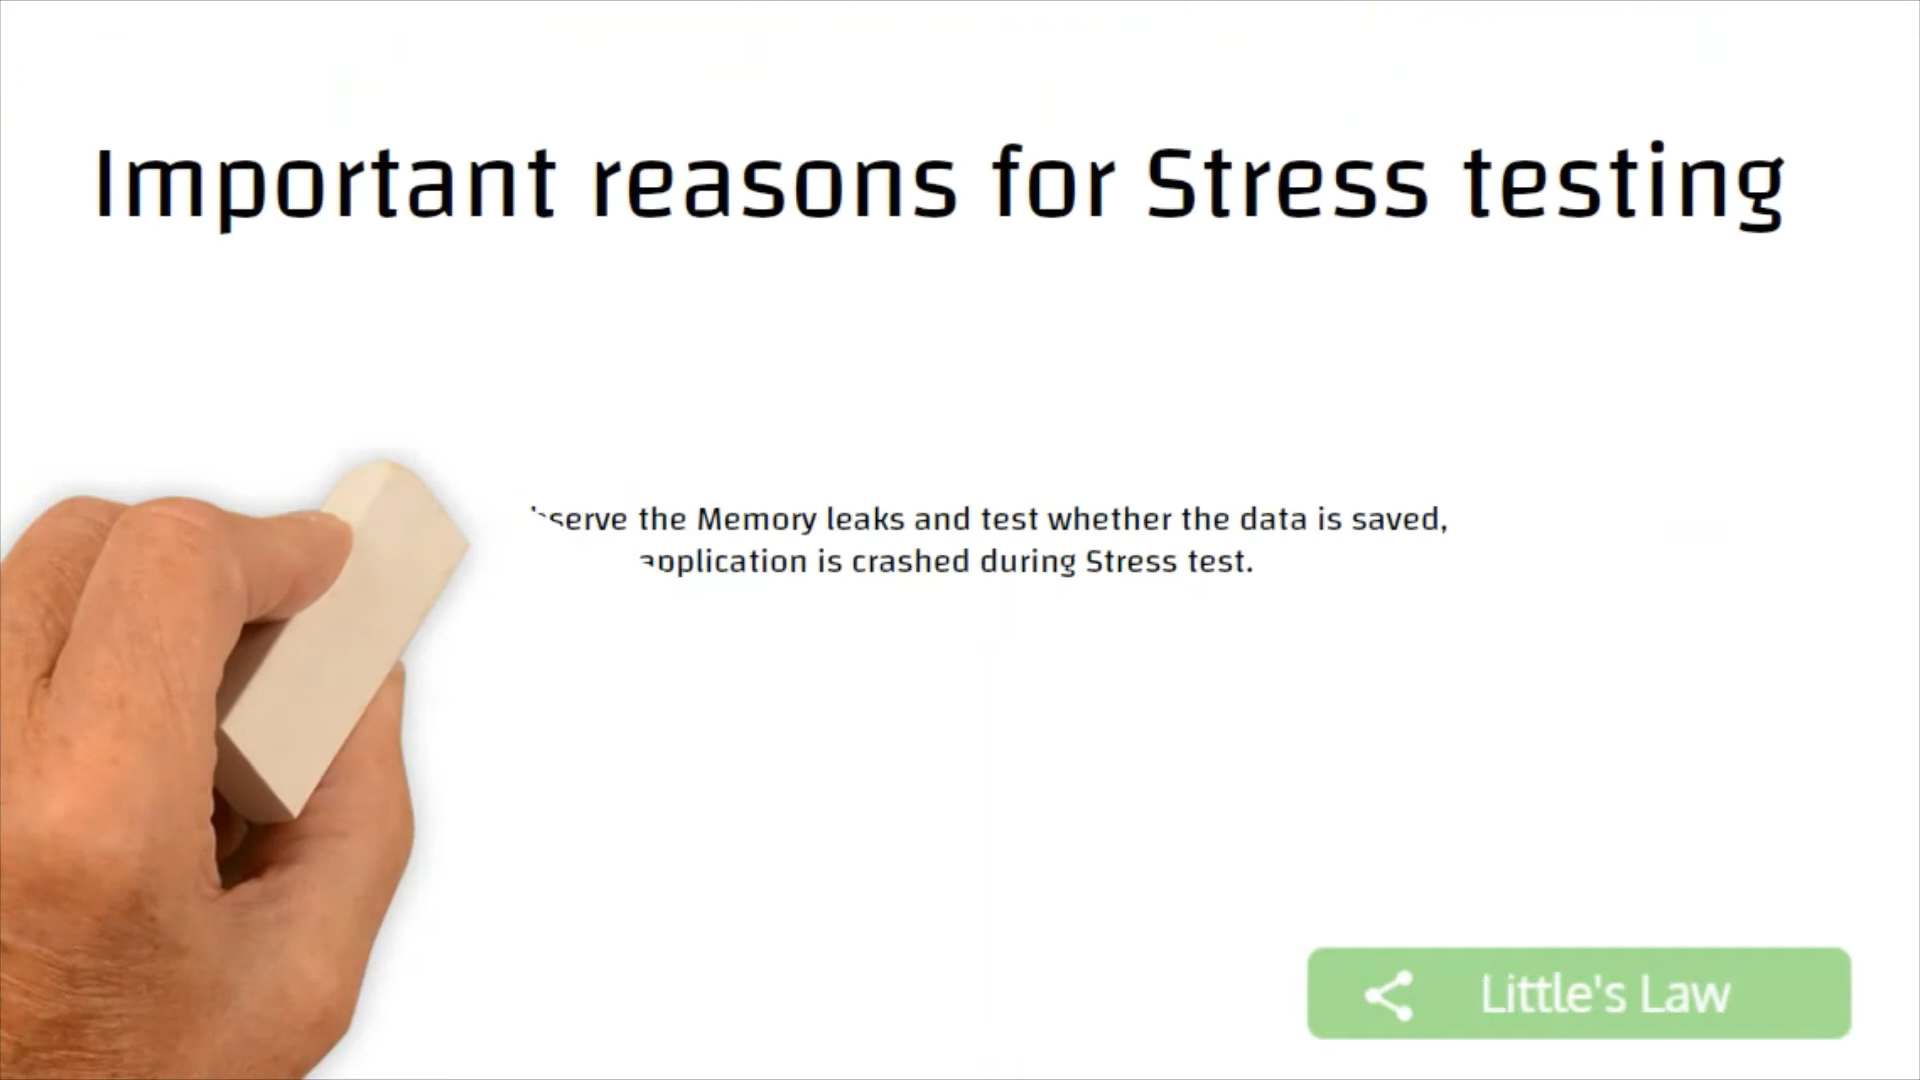 Important reasons for Stress testing
the Memory leaks and test whether the data is saved,
application is crashed during Stress test.
Little's Law